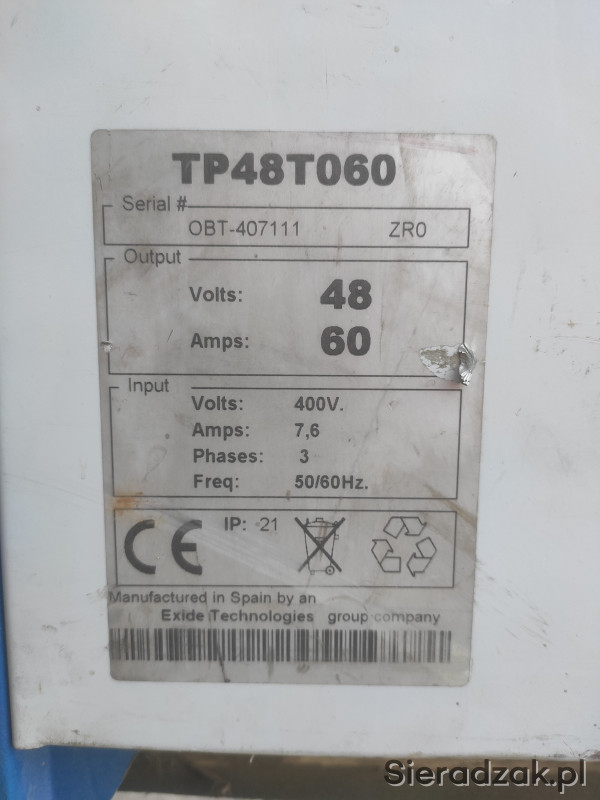 TP48T060
Serial #
OBT-407111 ZR0
Output
Volts: 48
Amps: 60
Input
Volts: 400V.
Amps: 7,6
Phases: 3
Freq: 50/60Hz.
CE IP: 21
Manufactured in Spain by an
Exide Technologies group company
Sieradzak.pl